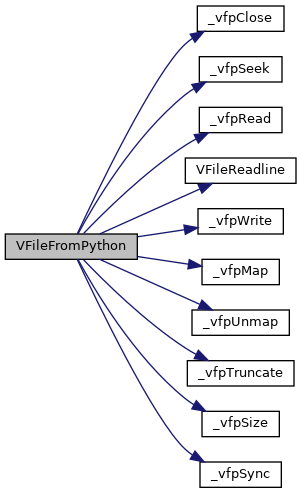 _vfpClose
_vfpSeek
_vfpRead
VFileReadline
VFileFromPython
_vfpWrite
_vfpMap
_vfpUnmap
_vfpTruncate
_vfpSize
_vfpSync